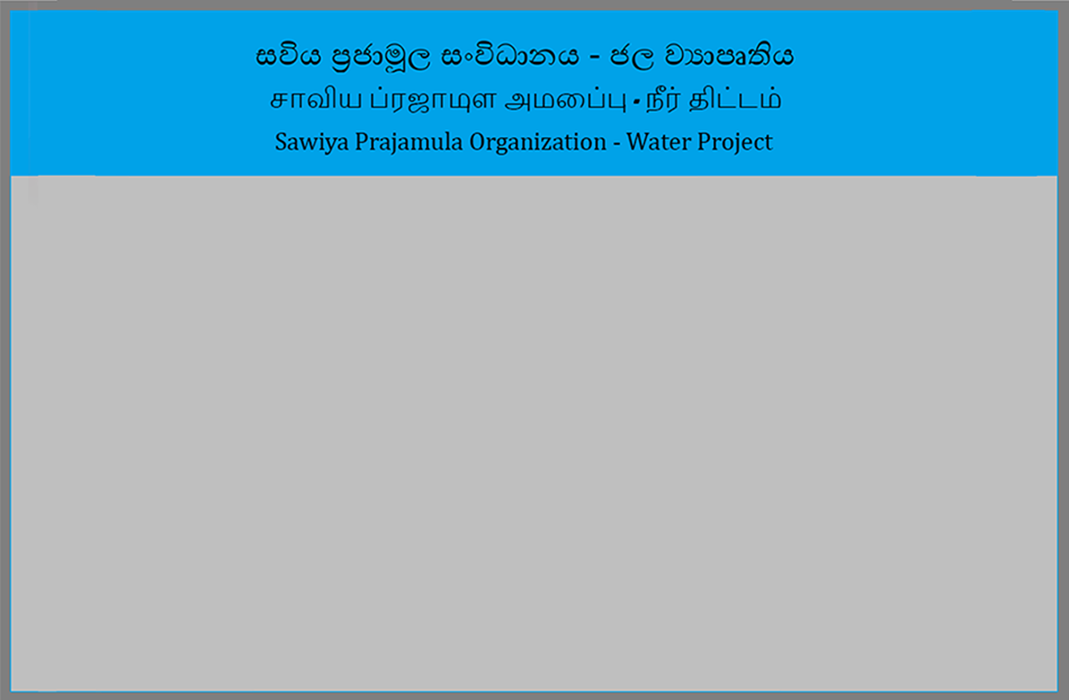 සවිය ප්‍රජාමූල සංවිධානය - ජල ව්‍යාපෘතිය
சாவிய ப்ரஜாமுள அமைப்பு - நீர் திட்டம்
Sawiya Prajamula Organization - Water Project